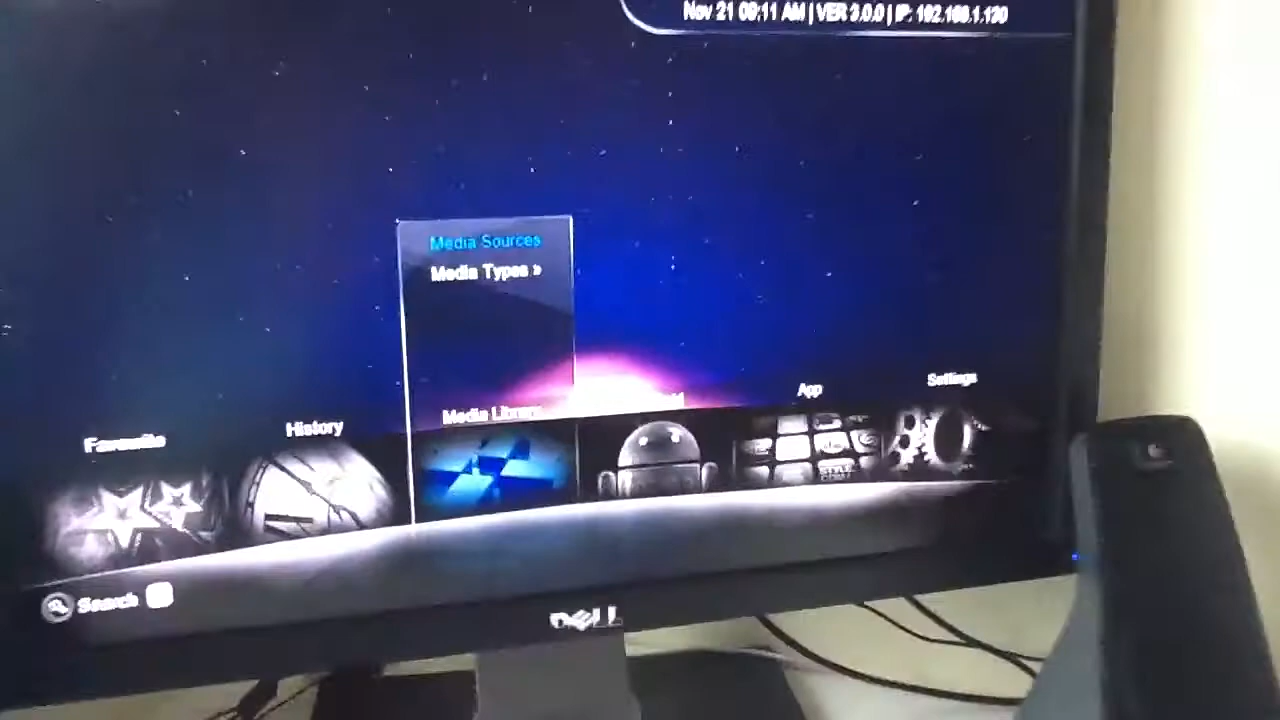 Nov 21 09:11 AM | VER 3.0.0 | IP: 192.168.1.130
Media Sources
Media Types »
Favourite
History
Media Library
App
Settings
Search
DELL